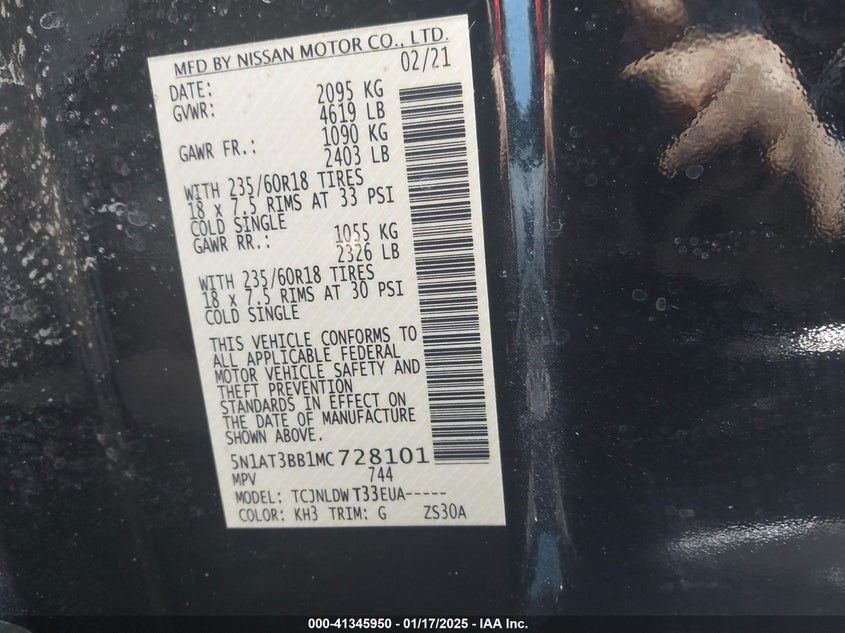 MFD BY NISSAN MOTOR CO., LTD.
DATE: 02/21
GVWR: 2095 KG
4619 LB
GAWR FR.: 1090 KG
2403 LB
WITH 235/60R18 TIRES
18 x 7.5 RIMS AT 33 PSI
COLD SINGLE
GAWR RR.: 1055 KG
2326 LB
WITH 235/60R18 TIRES
18 x 7.5 RIMS AT 30 PSI
COLD SINGLE
THIS VEHICLE CONFORMS TO
ALL APPLICABLE FEDERAL
MOTOR VEHICLE SAFETY AND
THEFT PREVENTION
STANDARDS IN EFFECT ON
THE DATE OF MANUFACTURE
SHOWN ABOVE.
5N1AT3BB1MC728101
MPV 744
MODEL: TCJNLDWT33EUA-----
COLOR: KH3 TRIM: G ZS30A
000-41345950 - 01/17/2025 - IAA Inc.